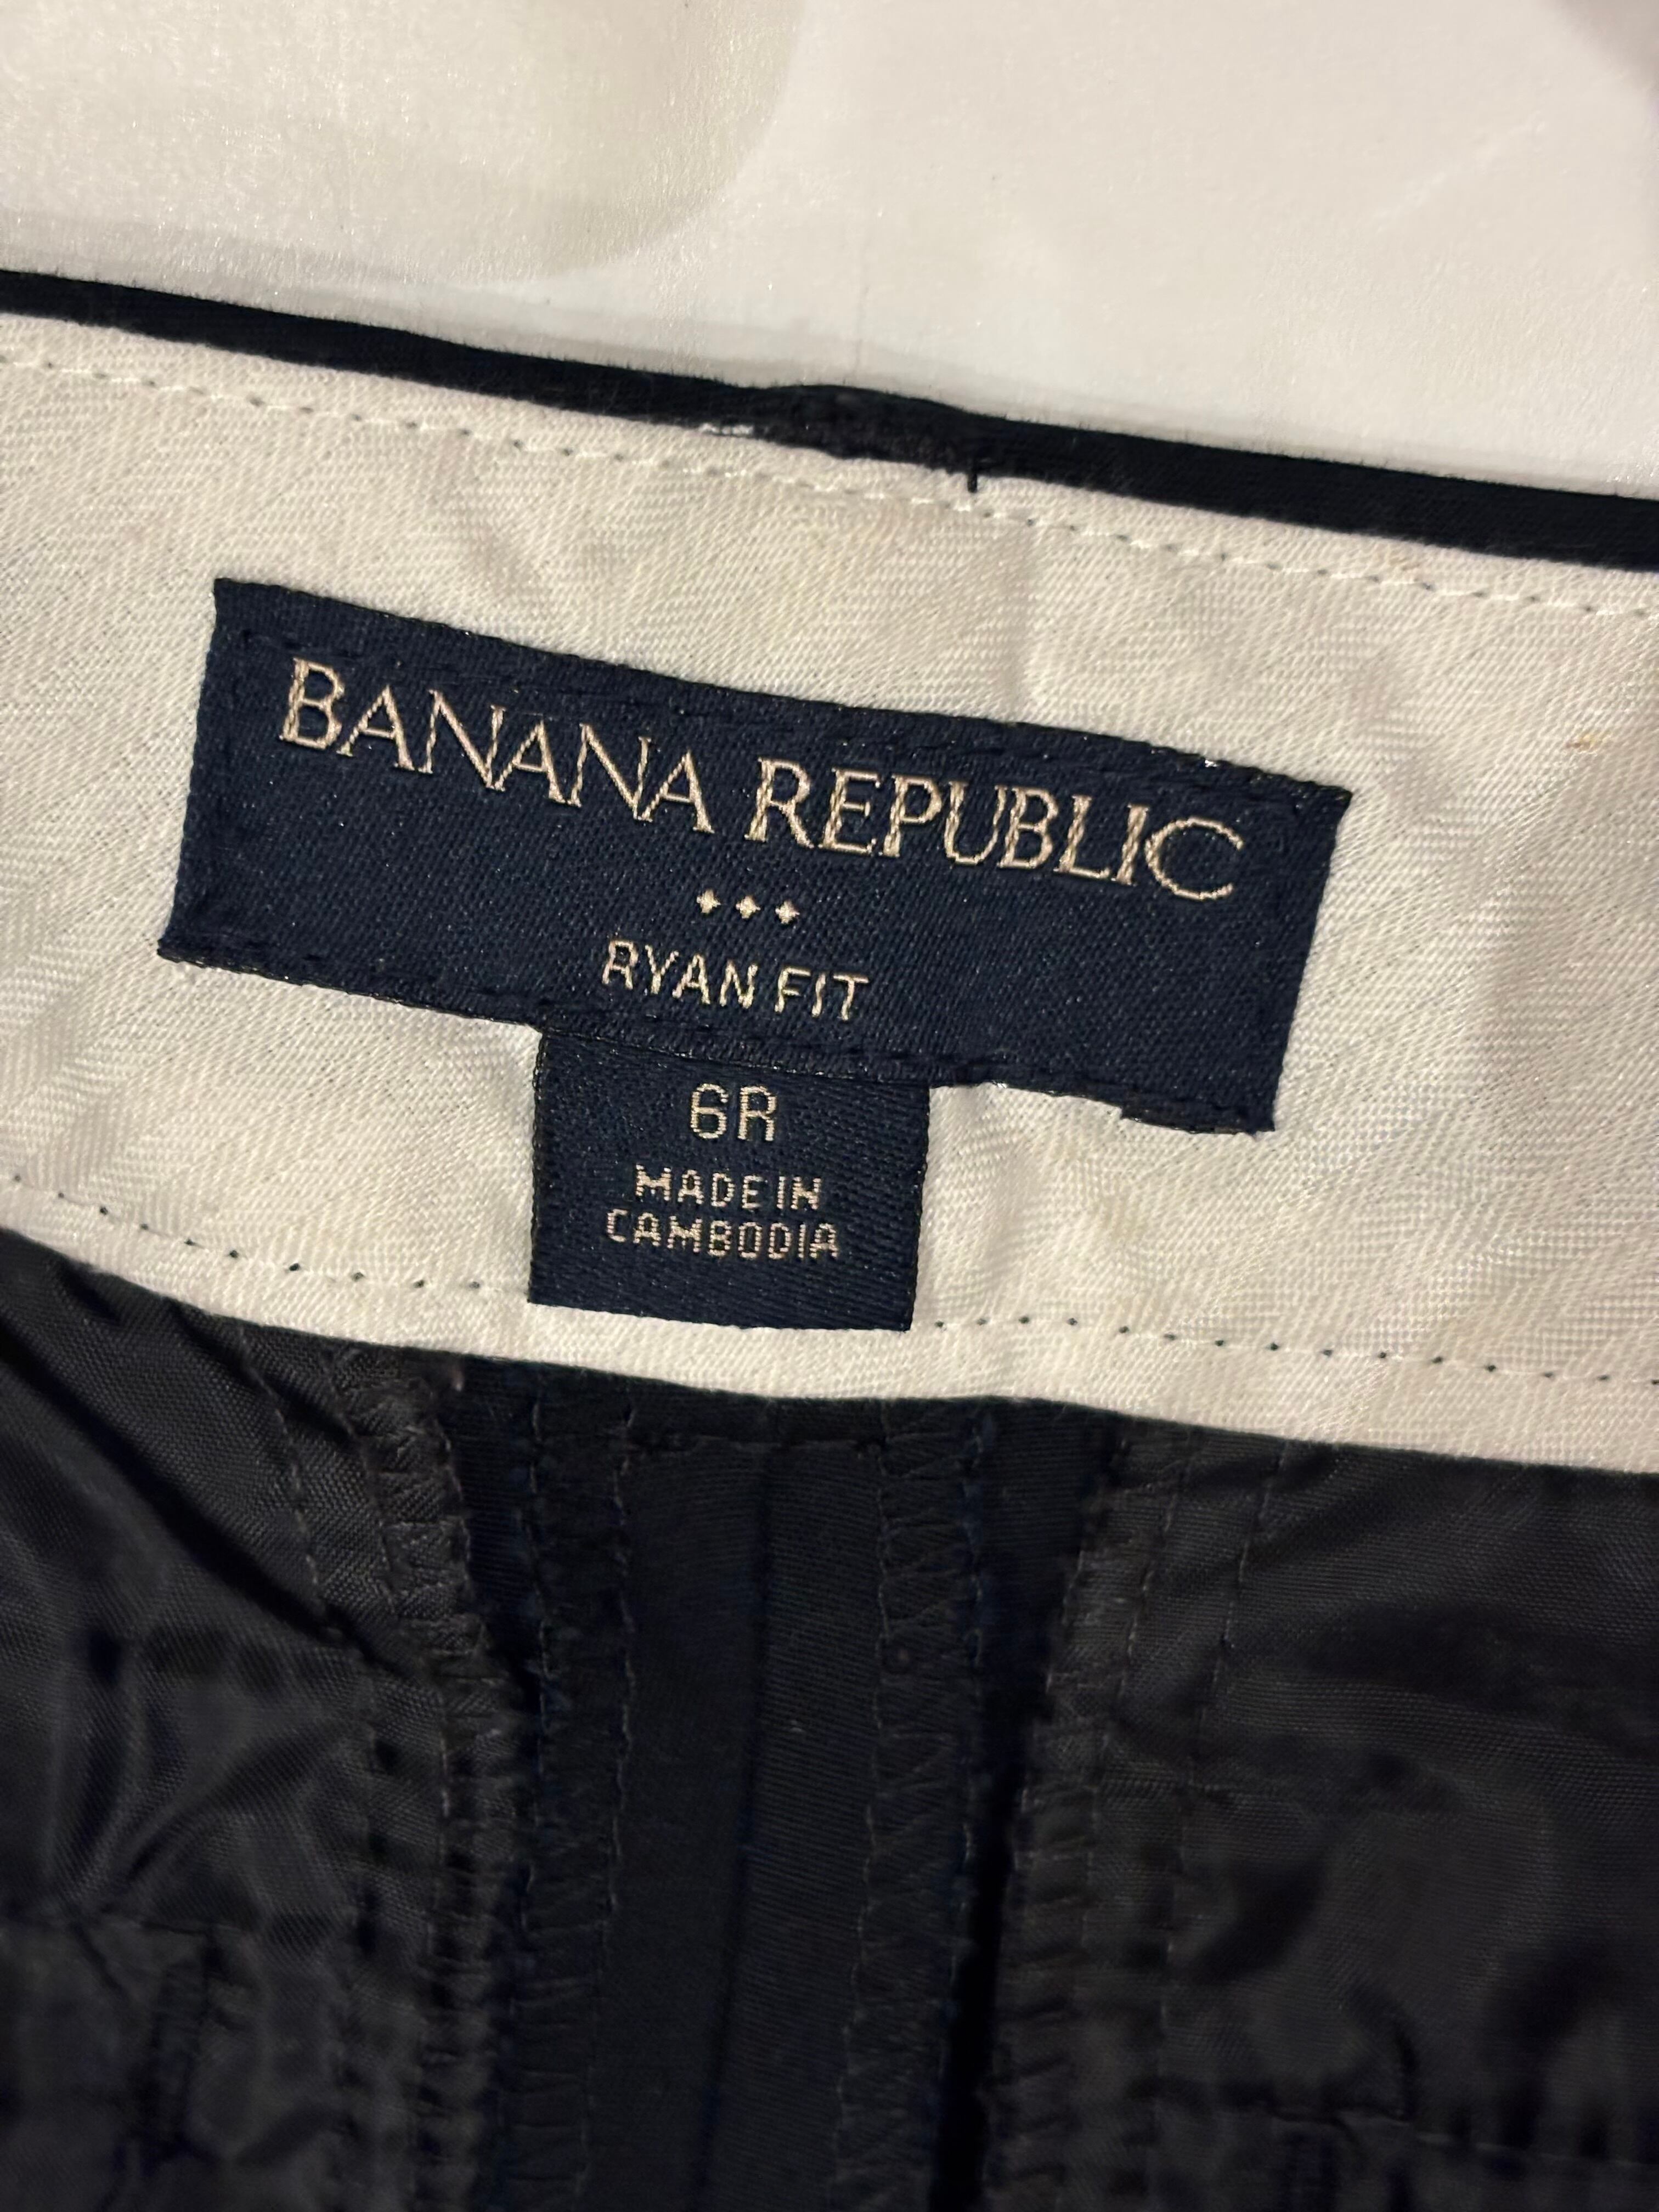 BANANA REPUBLIC
RYAN FIT
6R
MADE IN
CAMBODIA